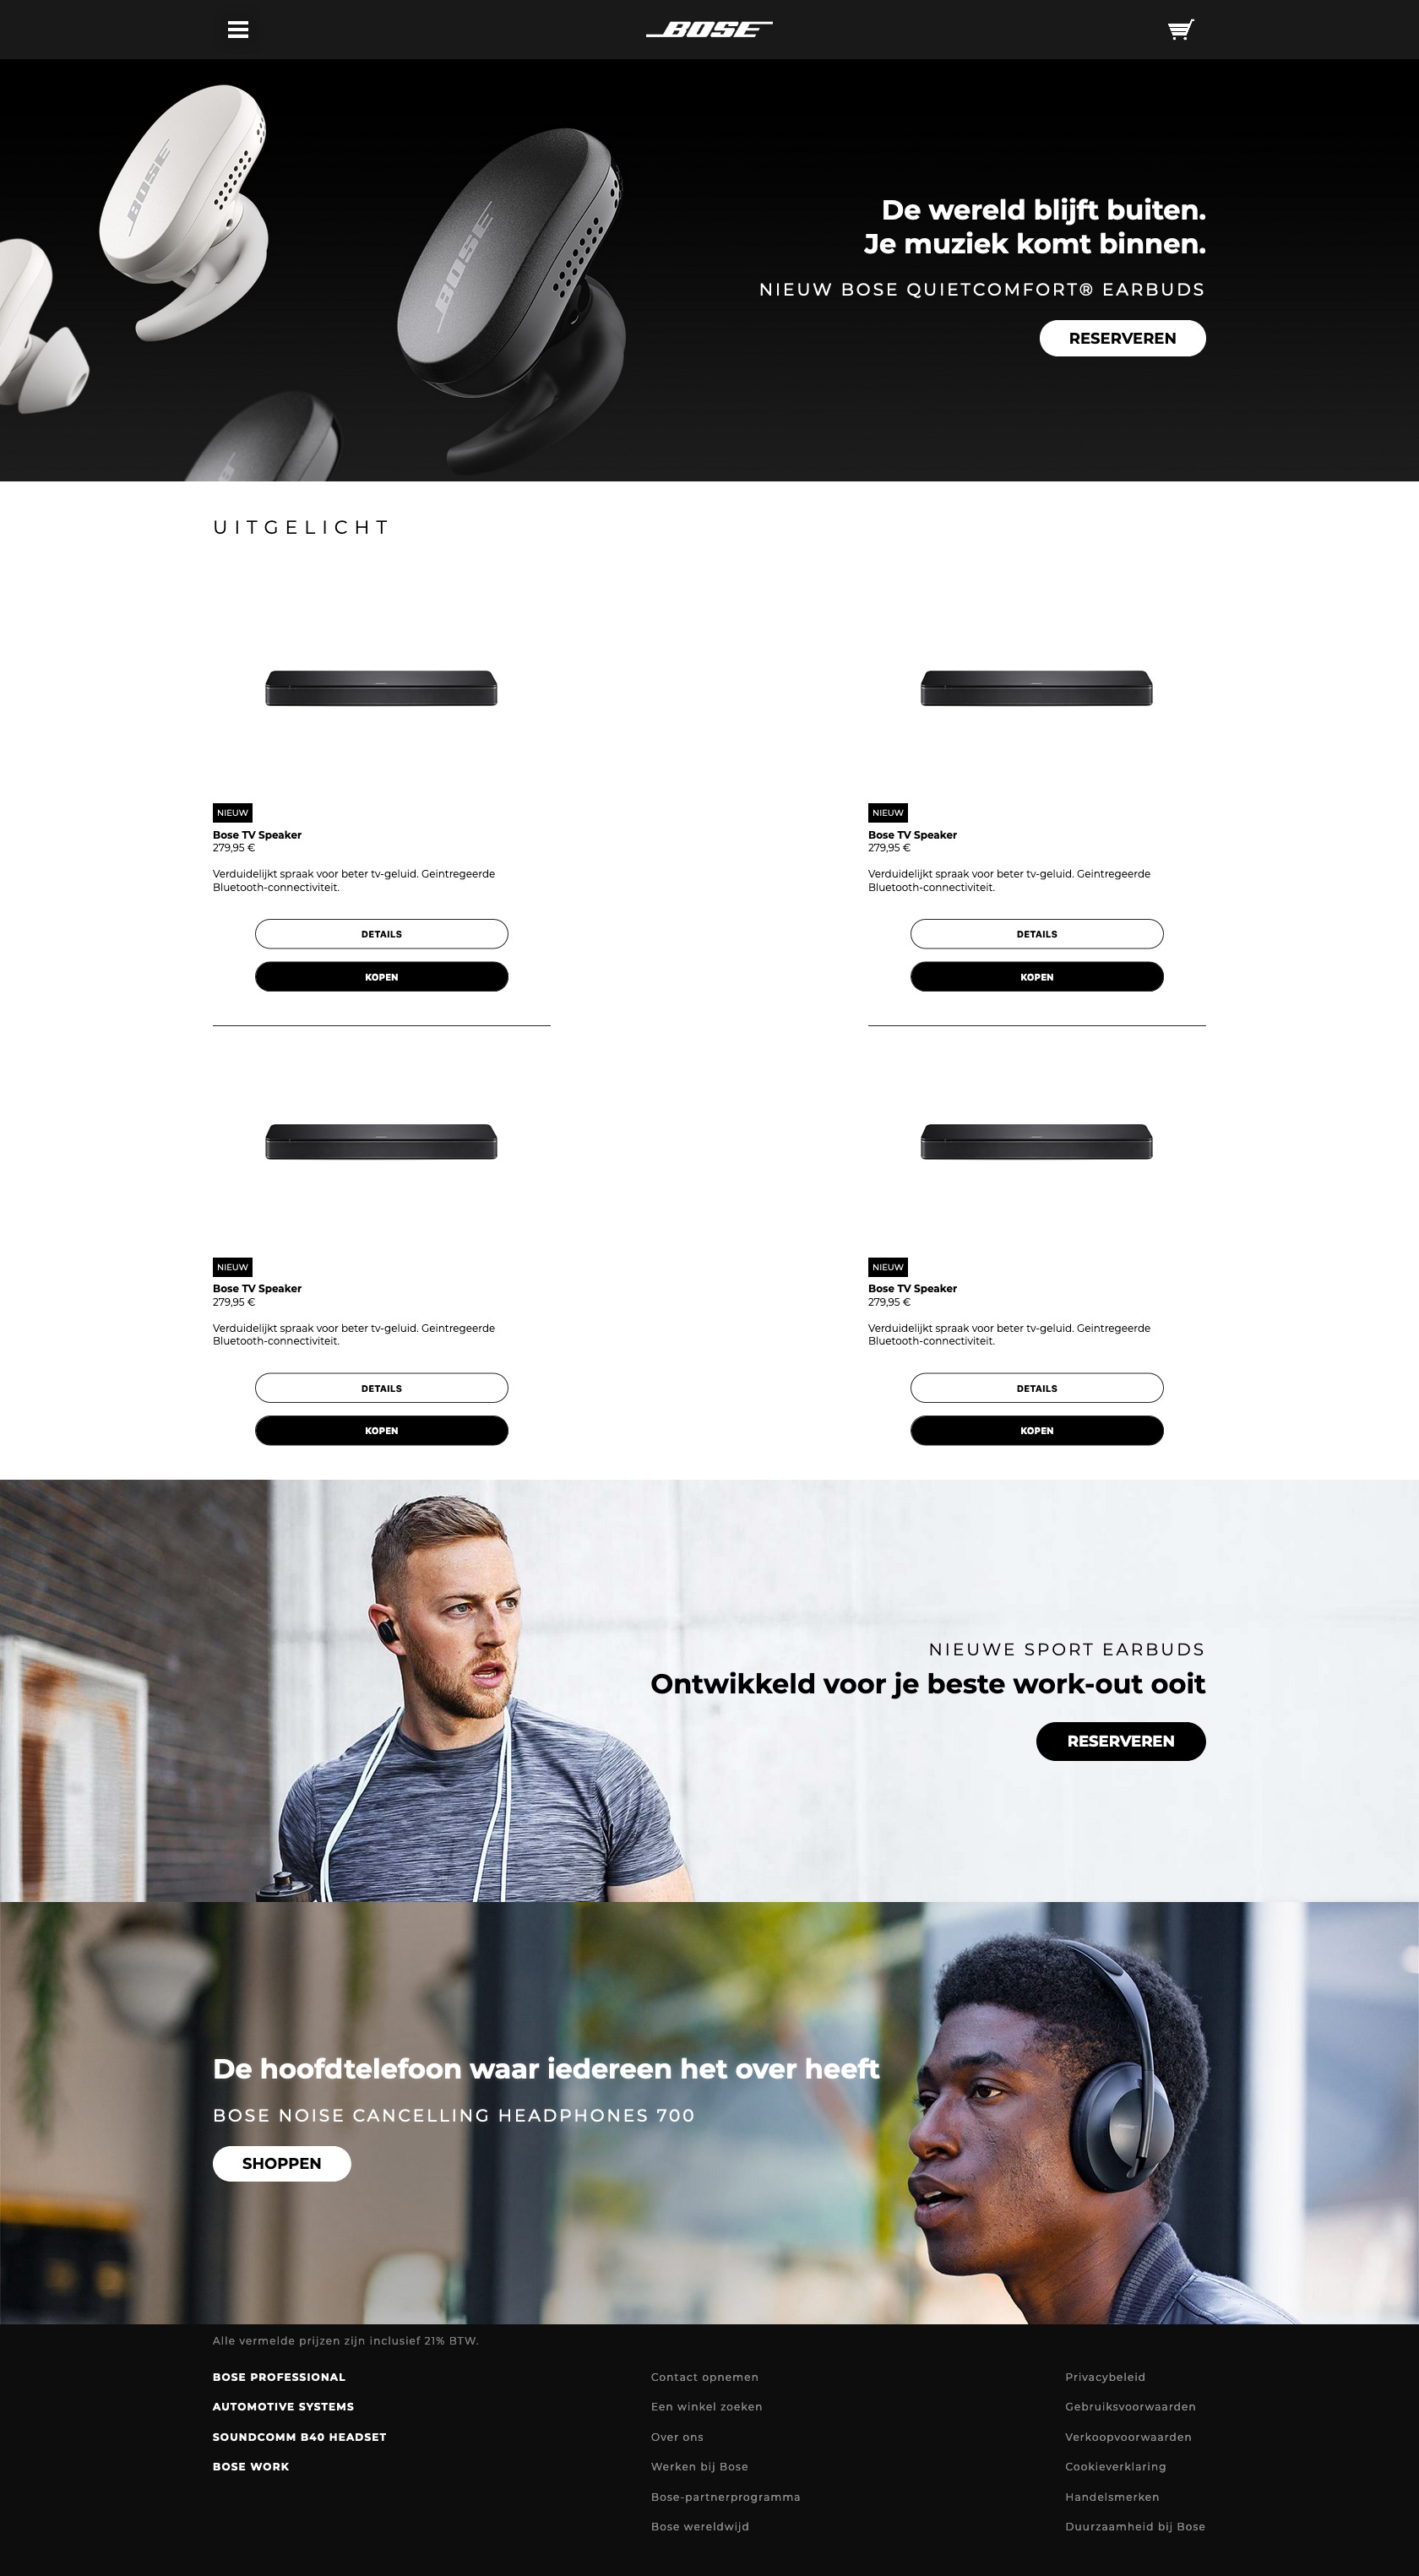 BOSE
BOSE
BOSE
De wereld blijft buiten.
Je muziek komt binnen.
NIEUW BOSE QUIETCOMFORT® EARBUDS
RESERVEREN
UITGELICHT
NIEUW
Bose TV Speaker
279,95 €
Verduidelijkt spraak voor beter tv-geluid. Geintregeerde
Bluetooth-connectiviteit.
DETAILS
KOPEN
NIEUW
Bose TV Speaker
279,95 €
Verduidelijkt spraak voor beter tv-geluid. Geintregeerde
Bluetooth-connectiviteit.
DETAILS
KOPEN
NIEUW
Bose TV Speaker
279,95 €
Verduidelijkt spraak voor beter tv-geluid. Geintregeerde
Bluetooth-connectiviteit.
DETAILS
KOPEN
NIEUW
Bose TV Speaker
279,95 €
Verduidelijkt spraak voor beter tv-geluid. Geintregeerde
Bluetooth-connectiviteit.
DETAILS
KOPEN
NIEUWE SPORT EARBUDS
Ontwikkeld voor je beste work-out ooit
RESERVEREN
De hoofdtelefoon waar iedereen het over heeft
BOSE NOISE CANCELLING HEADPHONES 700
SHOPPEN
Alle vermelde prijzen zijn inclusief 21% BTW.
BOSE PROFESSIONAL
AUTOMOTIVE SYSTEMS
SOUNDCOMM B40 HEADSET
BOSE WORK
Contact opnemen
Een winkel zoeken
Over ons
Werken bij Bose
Bose-partnerprogramma
Bose wereldwijd
Privacybeleid
Gebruiksvoorwaarden
Verkoopvoorwaarden
Cookieverklaring
Handelsmerken
Duurzaamheid bij Bose